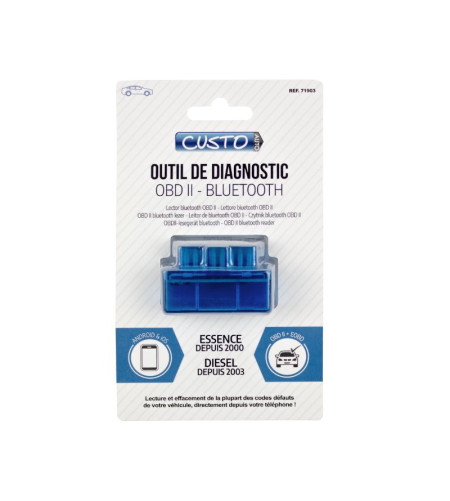 REF. 71903
CUSTO AUTO
OUTIL DE DIAGNOSTIC
OBD II - BLUETOOTH
Lector bluetooth OBD II - Lettore bluetooth OBD II
OBD II bluetooth lezer - Leitor de bluetooth OBD II - Czytnik bluetooth OBD II
OBDII-lesegerät bluetooth - OBD II bluetooth reader
ANDROID & iOS
ESSENCE
DEPUIS 2000
DIESEL
DEPUIS 2003
OBD II + EOBD
Lecture et effacement de la plupart des codes défauts
de votre véhicule, directement depuis votre téléphone !